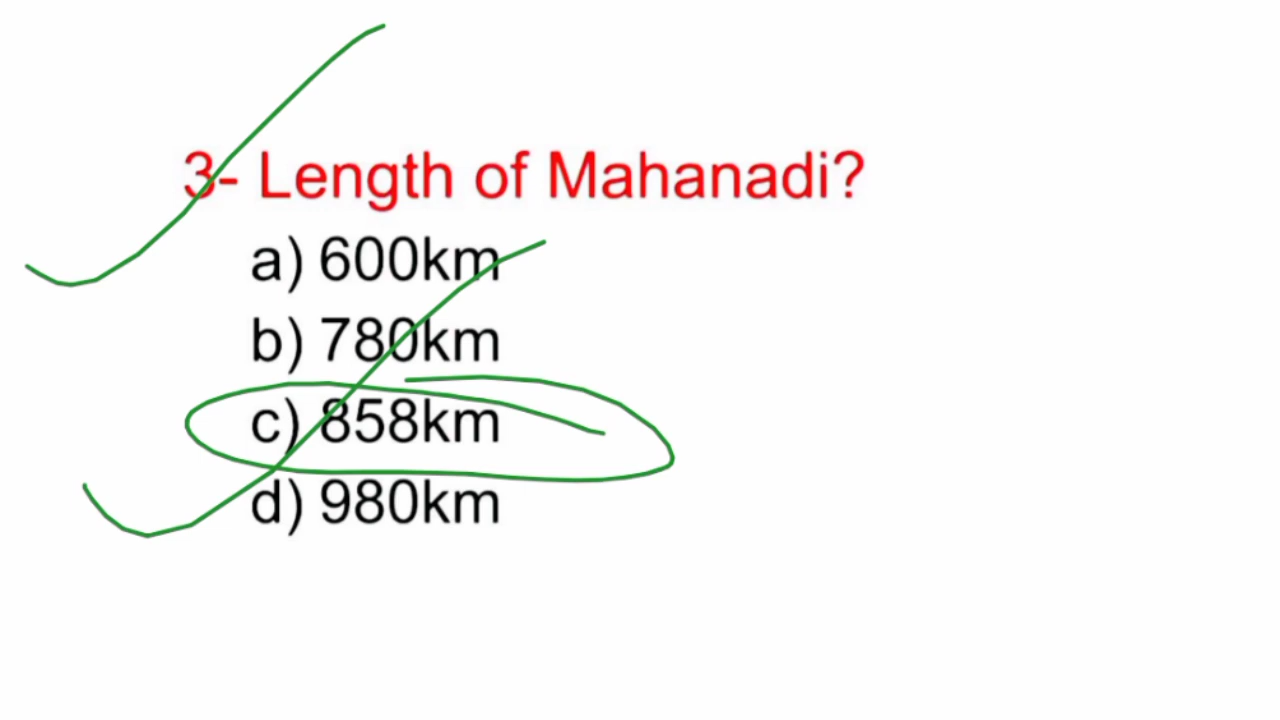 3- Length of Mahanadi?
a) 600km
b) 780km
c) 858km
d) 980km